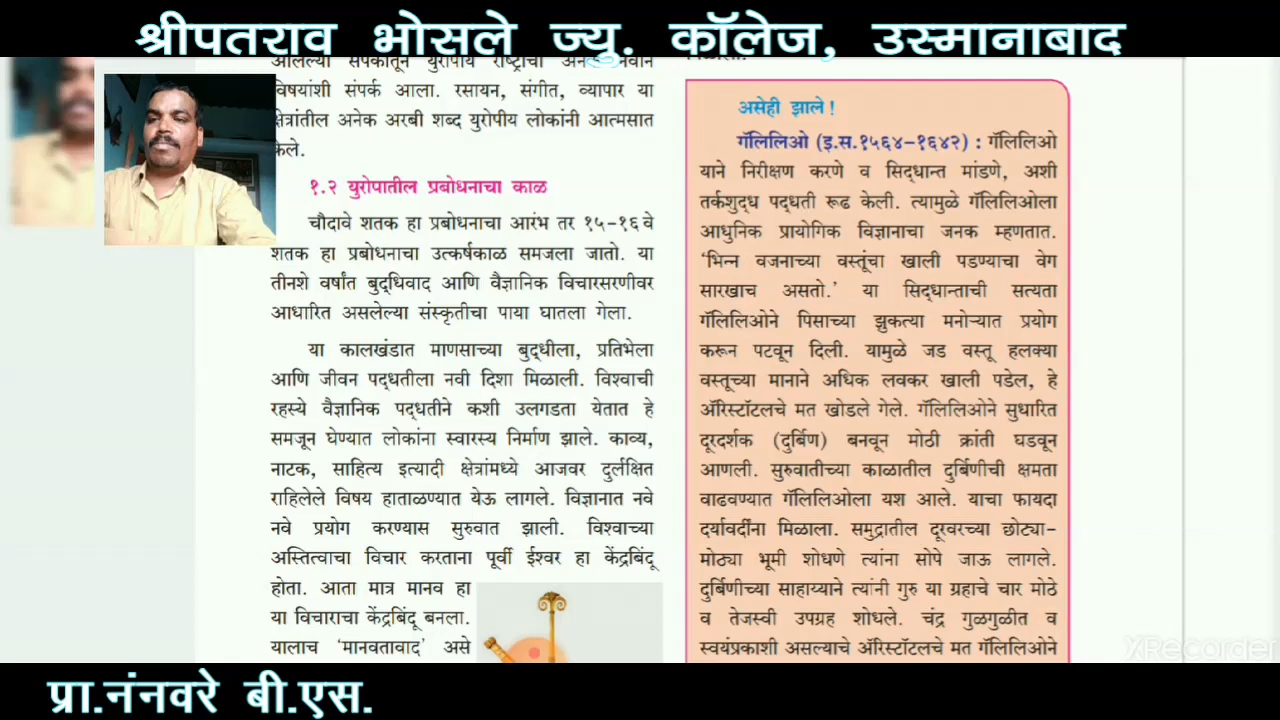 श्रीपतराव भोसले ज्यु. कॉलेज, उस्मानाबाद
आलेल्या संपर्कातून युरोपीय राष्ट्रांचा
विषयांशी संपर्क आला. रसायन, संगीत, व्यापार या
क्षेत्रांतील अनेक अरबी शब्द युरोपीय लोकांनी आत्मसात
केले.
१.२ युरोपातील प्रबोधनाचा काळ
चौदावे शतक हा प्रबोधनाचा आरंभ तर १५-१६वे
शतक हा प्रबोधनाचा उत्कर्षकाळ समजला जातो. या
तीनशे वर्षांत बुद्धिवाद आणि वैज्ञानिक विचारसरणीवर
आधारित असलेल्या संस्कृतीचा पाया घातला गेला.
या कालखंडात माणसाच्या बुद्धीला, प्रतिभेला
आणि जीवन पद्धतीला नवी दिशा मिळाली. विश्वाची
रहस्ये वैज्ञानिक पद्धतीने कशी उलगडता येतात हे
समजून घेण्यात लोकांना स्वारस्य निर्माण झाले. काव्य,
नाटक, साहित्य इत्यादी क्षेत्रांमध्ये आजवर दुर्लक्षित
राहिलेले विषय हाताळण्यात येऊ लागले. विज्ञानात नवे
नवे प्रयोग करण्यास सुरुवात झाली. विश्वाच्या
अस्तित्वाचा विचार करताना पूर्वी ईश्वर हा केंद्रबिंदू
होता. आता मात्र मानव हा
या विचाराचा केंद्रबिंदू बनला.
यालाच ‘मानवतावाद’ असे
असेही झाले !
गॅलिलिओ (इ.स.१५६४-१६४२) : गॅलिलिओ
याने निरीक्षण करणे व सिद्धान्त मांडणे, अशी
तर्कशुद्ध पद्धती रूढ केली. त्यामुळे गॅलिलिओला
आधुनिक प्रायोगिक विज्ञानाचा जनक म्हणतात.
‘भिन्न वजनाच्या वस्तूंचा खाली पडण्याचा वेग
सारखाच असतो.’ या सिद्धान्ताची सत्यता
गॅलिलिओने पिसाच्या झुकत्या मनोऱ्यात प्रयोग
करून पटवून दिली. यामुळे जड वस्तू हलक्या
वस्तूच्या मानाने अधिक लवकर खाली पडेल, हे
ॲरिस्टॉटलचे मत खोडले गेले. गॅलिलिओने सुधारित
दूरदर्शक (दुर्बिण) बनवून मोठी क्रांती घडवून
आणली. सुरुवातीच्या काळातील दुर्बिणीची क्षमता
वाढवण्यात गॅलिलिओला यश आले. याचा फायदा
दर्यावर्दींना मिळाला. समुद्रातील दूरवरच्या छोट्या-
मोठ्या भूमी शोधणे त्यांना सोपे जाऊ लागले.
दुर्बिणीच्या साहाय्याने त्यांनी गुरु या ग्रहाचे चार मोठे
व तेजस्वी उपग्रह शोधले. चंद्र गुळगुळीत व
स्वयंप्रकाशी असल्याचे ॲरिस्टॉटलचे मत गॅलिलिओने
XRecorder
प्रा.नंनवरे बी.एस.